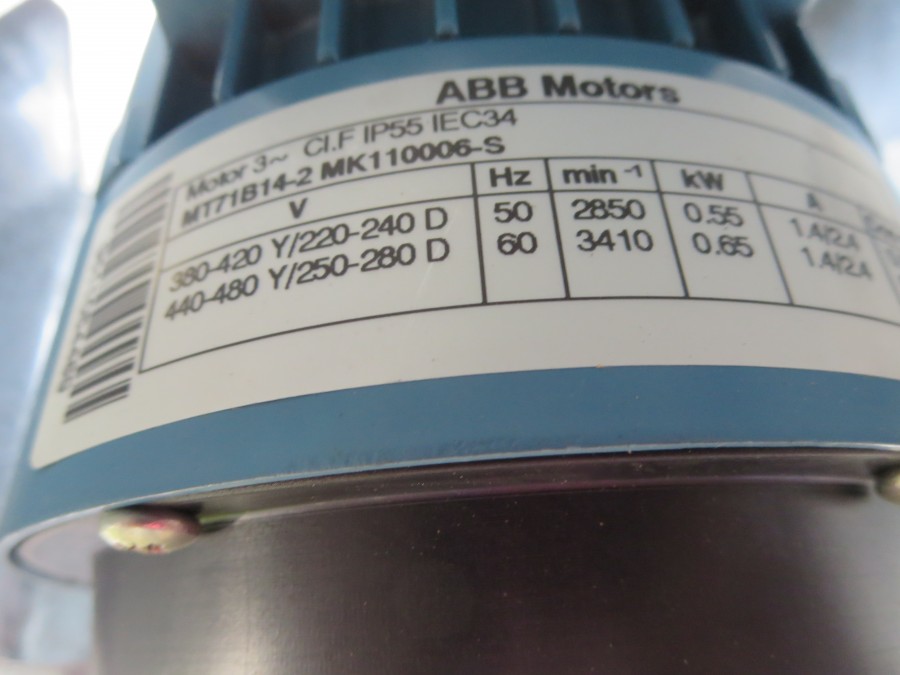 ABB Motors
Motor 3~ Cl.F IP55 IEC34
MT71B14-2 MK110006-S
V Hz min⁻¹ kW A
380-420 Y/220-240 D 50 2850 0.55 1.4/2.4
440-480 Y/250-280 D 60 3410 0.65 1.4/2.4